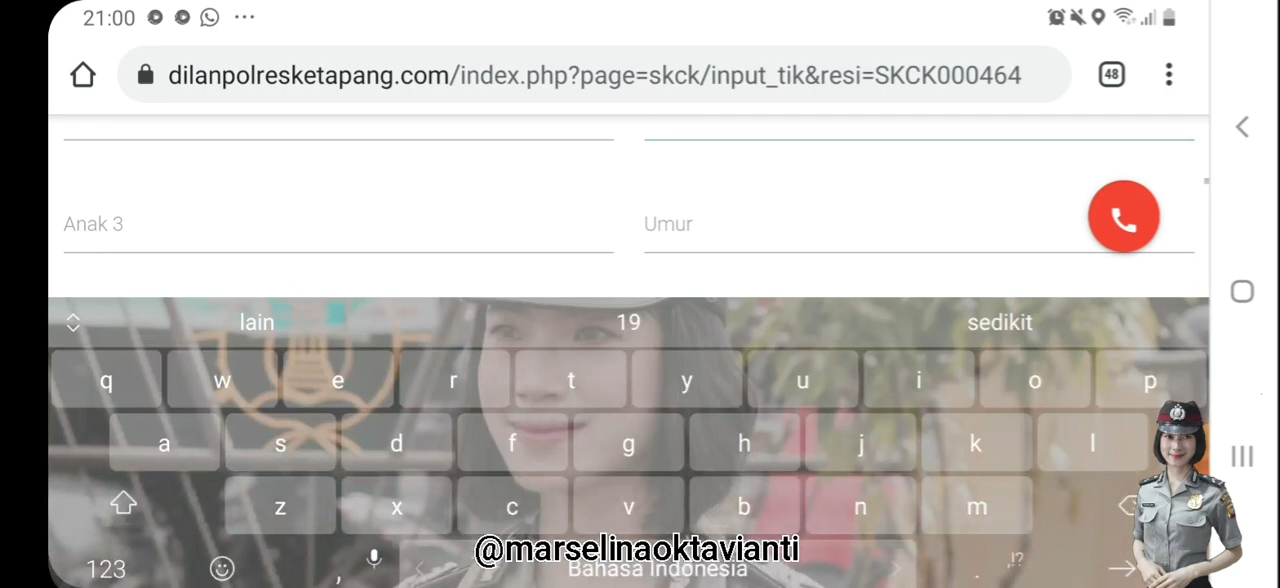 21:00
dilanpolresketapang.com/index.php?page=skck/input_tik&resi=SKCK000464
48
Anak 3
Umur
lain 19 sedikit
q w e r t y u i o p
a s d f g h j k l
z x c v b n m
@marselinaoktavianti
123 , Bahasa Indonesia . !?